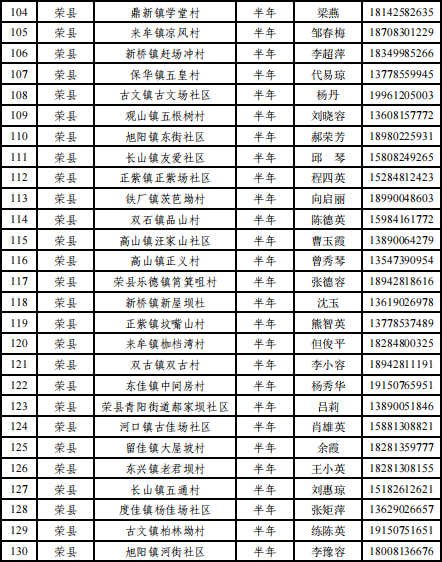 104 荣县 鼎新镇学堂村 半年 梁燕 18142582635
105 荣县 来牟镇凉风村 半年 邹春梅 18708301229
106 荣县 新桥镇赶场冲村 半年 李超萍 18349985266
107 荣县 保华镇五皇村 半年 代易琼 13778559945
108 荣县 古文镇古文场社区 半年 杨丹 19961205003
109 荣县 观山镇五根树村 半年 刘晓容 13608157772
110 荣县 旭阳镇东街社区 半年 郝荣芳 18980225931
111 荣县 长山镇友爱社区 半年 邱 琴 15808249265
112 荣县 正紫镇正紫场社区 半年 程四英 15284812423
113 荣县 铁厂镇茨芭坳村 半年 向启丽 18990048603
114 荣县 双石镇品山村 半年 陈德英 15984161772
115 荣县 高山镇汪家山社区 半年 曹玉霞 13890064279
116 荣县 高山镇正义村 半年 曾秀琴 13547390954
117 荣县 荣县乐德镇筲箕咀村 半年 张德容 18942818616
118 荣县 新桥镇新屋坝社 半年 沈玉 13619026978
119 荣县 正紫镇坟嘴山村 半年 熊智英 13778537489
120 荣县 来牟镇枷档湾村 半年 但俊平 18284800325
121 荣县 双古镇双古村 半年 李小容 18942811191
122 荣县 东佳镇中间房村 半年 杨秀华 19150765951
123 荣县 荣县青阳街道郝家坝社区 半年 吕莉 13890051846
124 荣县 河口镇古佳场社区 半年 肖雄英 15881308821
125 荣县 留佳镇大屋坡村 半年 余霞 18281359777
126 荣县 东兴镇老君坝村 半年 王小英 18281308155
127 荣县 长山镇五通村 半年 刘惠琼 15182612621
128 荣县 度佳镇杨佳场社区 半年 张矩萍 13629026657
129 荣县 古文镇柏林坳村 半年 练陈英 19150751651
130 荣县 旭阳镇河街社区 半年 李豫容 18008136676